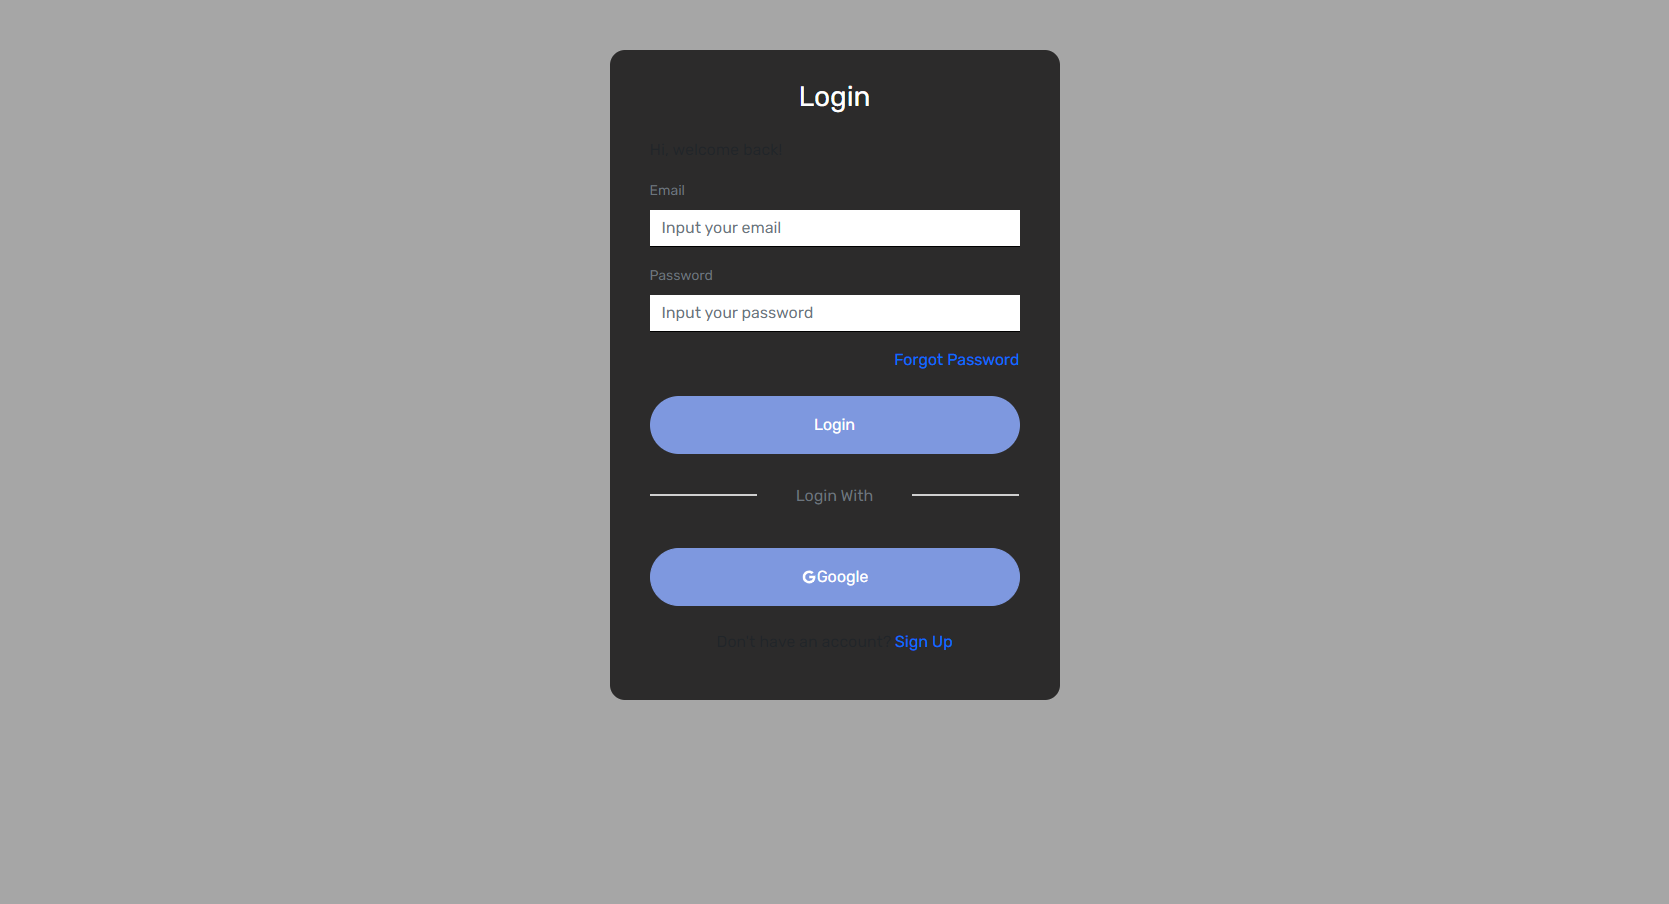 Login
Hi, welcome back!
Email
Input your email
Password
Input your password
Forgot Password
Login
Login With
Google
Don't have an account? Sign Up